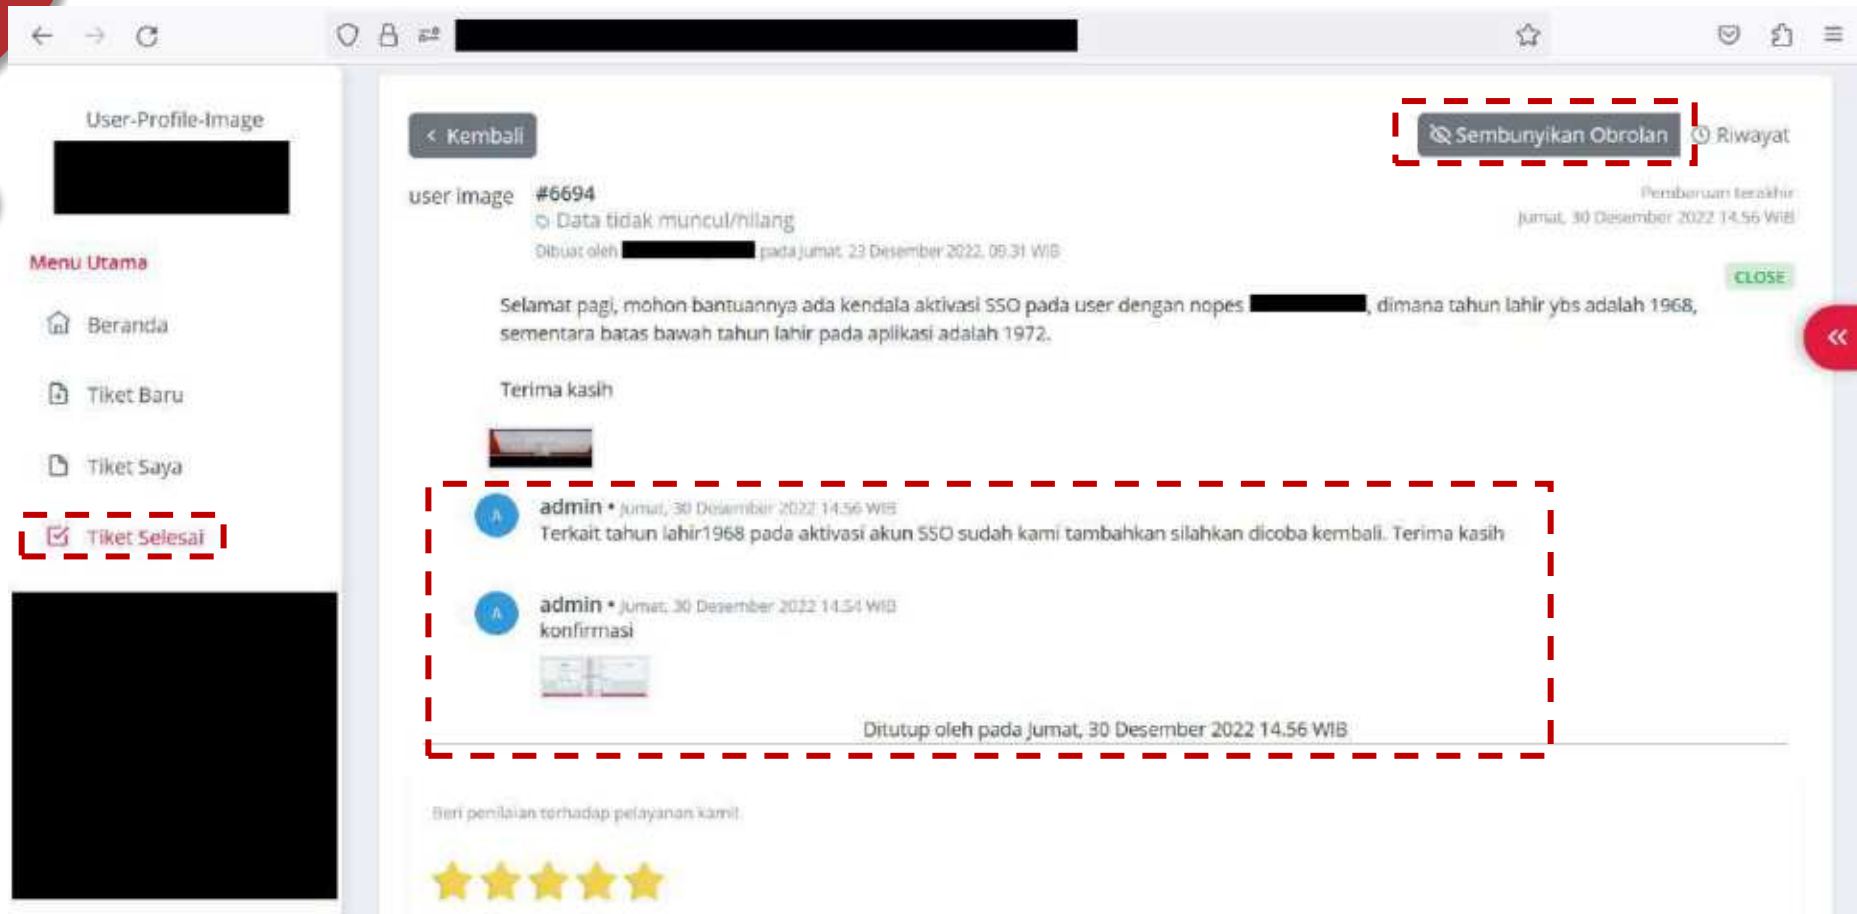 User-Profile-Image
Menu Utama
Beranda
Tiket Baru
Tiket Saya
Tiket Selesai
< Kembali
Sembunyikan Obrolan
Riwayat
user image
#6694
Data tidak muncul/hilang
Dibuat oleh pada Jumat, 23 Desember 2022, 09.31 WIB
Pembaruan terakhir
Jumat, 30 Desember 2022 14.56 WIB
CLOSE
Selamat pagi, mohon bantuannya ada kendala aktivasi SSO pada user dengan nopes , dimana tahun lahir ybs adalah 1968,
sementara batas bawah tahun lahir pada aplikasi adalah 1972.
Terima kasih
A
admin • Jumat, 30 Desember 2022 14.56 WIB
Terkait tahun lahir1968 pada aktivasi akun SSO sudah kami tambahkan silahkan dicoba kembali. Terima kasih
A
admin • Jumat, 30 Desember 2022 14.54 WIB
konfirmasi
Ditutup oleh pada Jumat, 30 Desember 2022 14.56 WIB
Beri penilaian terhadap pelayanan kami!